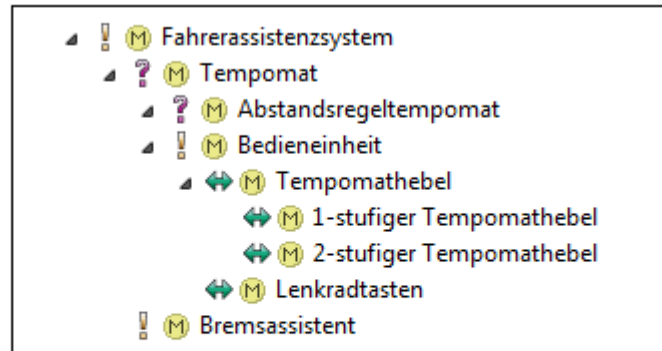 ! M Fahrerassistenzsystem
? M Tempomat
? M Abstandsregeltempomat
! M Bedieneinheit
M Tempomathebel
M 1-stufiger Tempomathebel
M 2-stufiger Tempomathebel
M Lenkradtasten
! M Bremsassistent